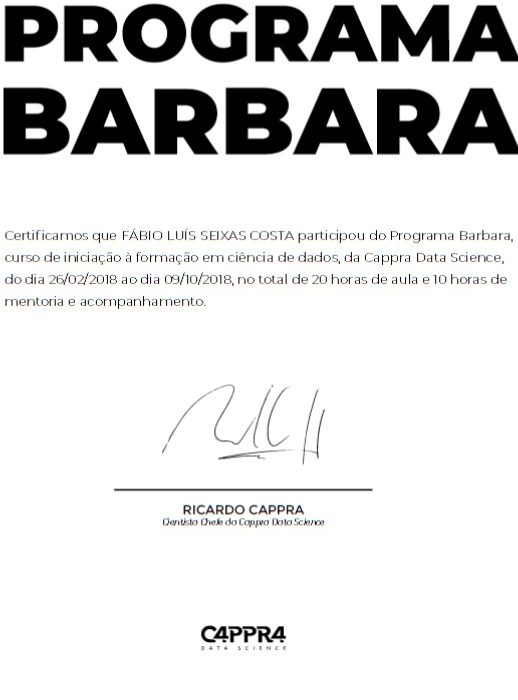 PROGRAMA
BARBARA
Certificamos que FÁBIO LUÍS SEIXAS COSTA participou do Programa Barbara,
curso de iniciação à formação em ciência de dados, da Cappra Data Science,
do dia 26/02/2018 ao dia 09/10/2018, no total de 20 horas de aula e 10 horas de
mentoria e acompanhamento.
RICARDO CAPPRA
Cientista Chefe da Cappra Data Science
C4PPR4
DATA SCIENCE